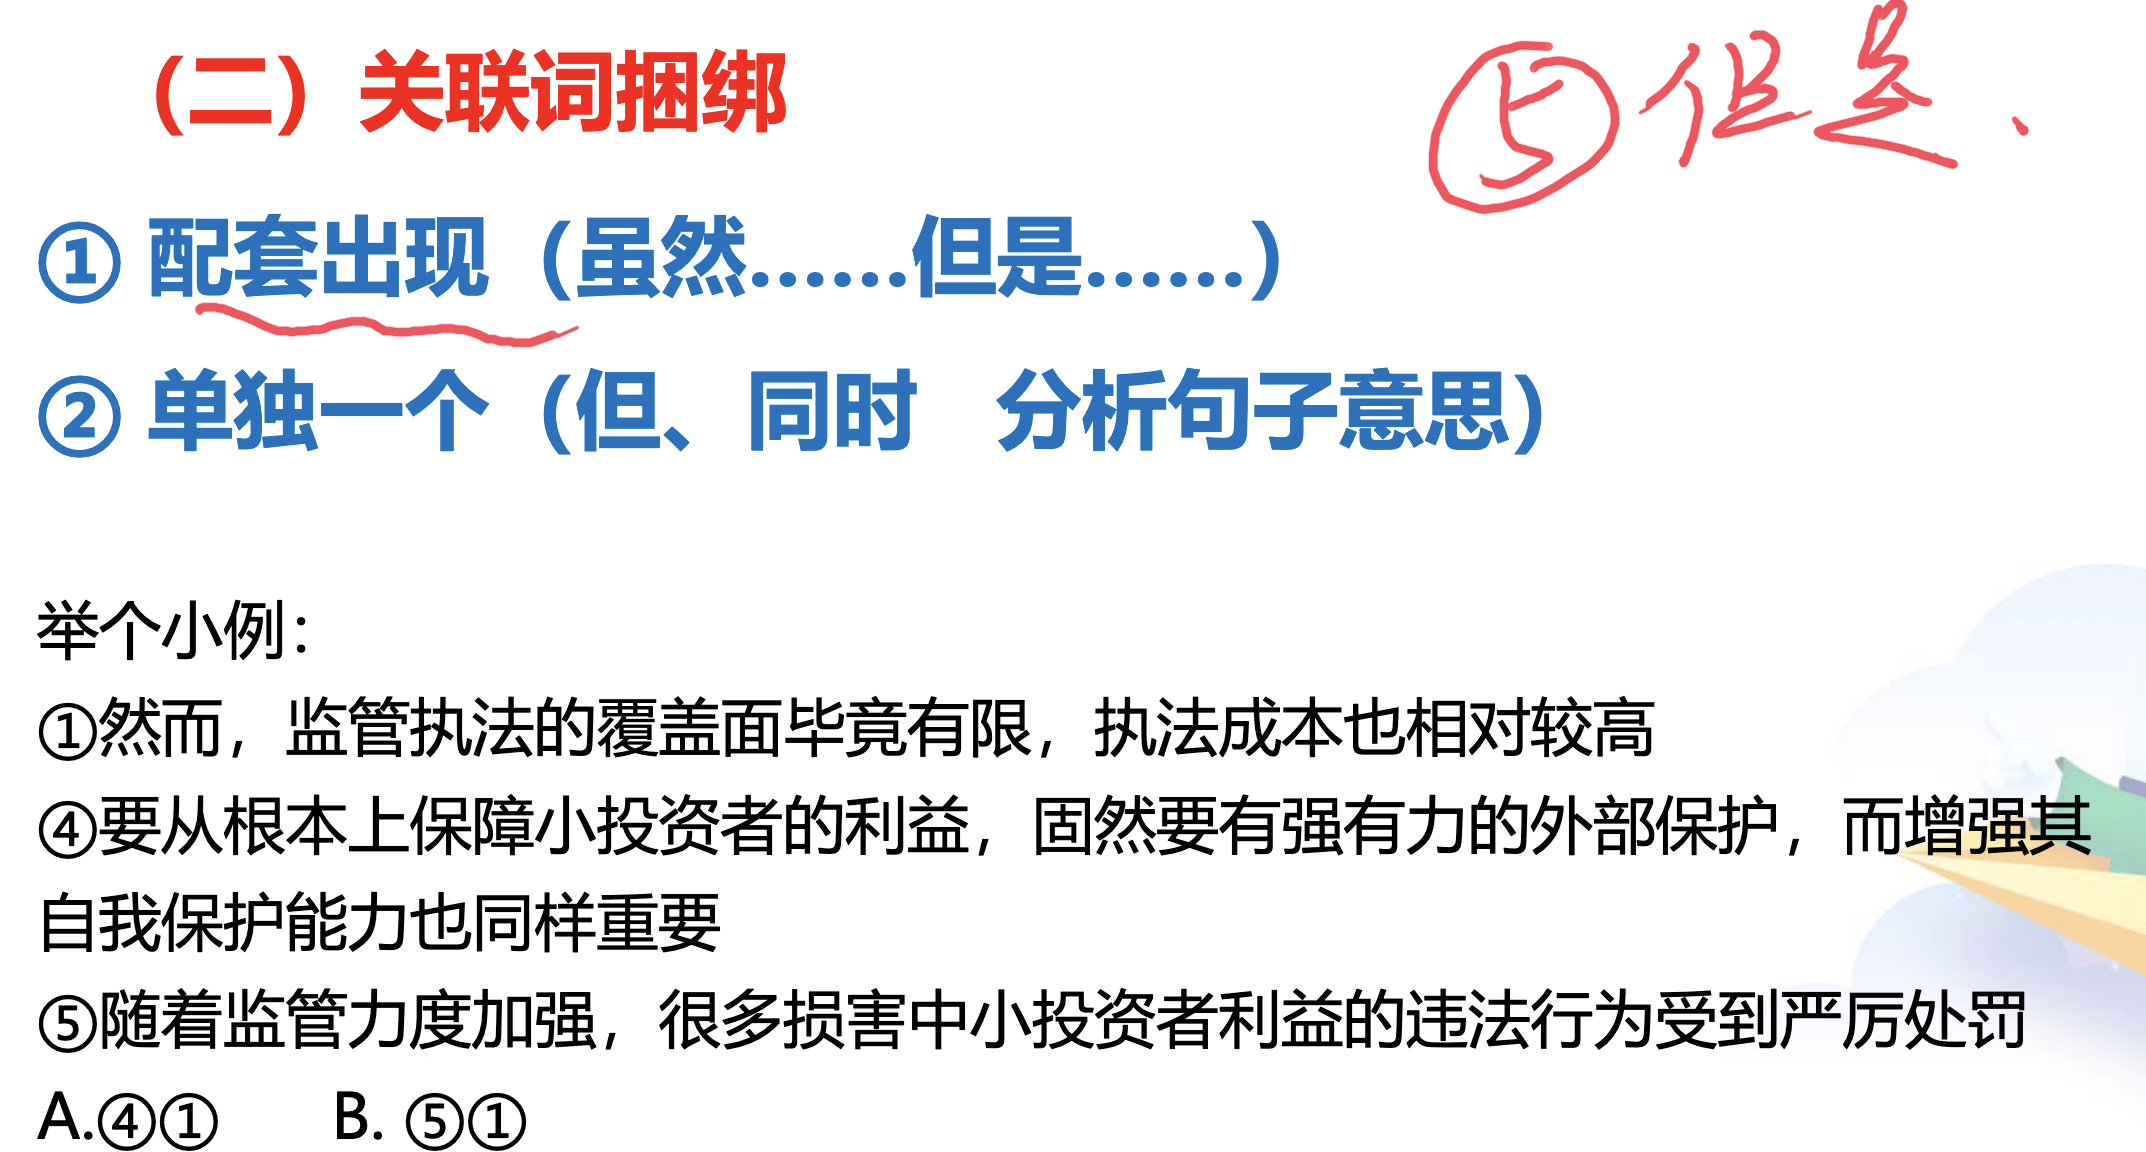 （二）关联词捆绑
⑤但是.
① 配套出现（虽然……但是……）
② 单独一个（但、同时　分析句子意思）
举个小例：
①然而，监管执法的覆盖面毕竟有限，执法成本也相对较高
④要从根本上保障小投资者的利益，固然要有强有力的外部保护，而增强其
自我保护能力也同样重要
⑤随着监管力度加强，很多损害中小投资者利益的违法行为受到严厉处罚
A.④①　　B. ⑤①